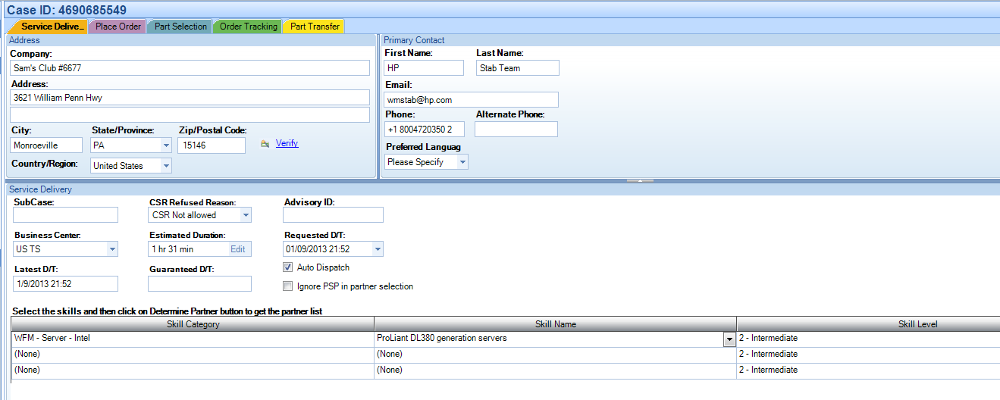 Case ID: 4690685549
Service Delive... Place Order Part Selection Order Tracking Part Transfer
Address
Company:
Sam's Club #6677
Address:
3621 William Penn Hwy
City: State/Province: Zip/Postal Code:
Monroeville PA 15146 Verify
Country/Region: United States
Primary Contact
First Name: Last Name:
HP Stab Team
Email:
wmstab@hp.com
Phone: Alternate Phone:
+1 8004720350 2
Preferred Languag
Please Specify
Service Delivery
SubCase: CSR Refused Reason: Advisory ID:
CSR Not allowed
Business Center: Estimated Duration: Requested D/T:
US TS 1 hr 31 min Edit 01/09/2013 21:52
Latest D/T: Guaranteed D/T: Auto Dispatch
1/9/2013 21:52 Ignore PSP in partner selection
Select the skills and then click on Determine Partner button to get the partner list
Skill Category Skill Name Skill Level
WFM - Server - Intel ProLiant DL380 generation servers 2 - Intermediate
(None) (None) 2 - Intermediate
(None) (None) 2 - Intermediate